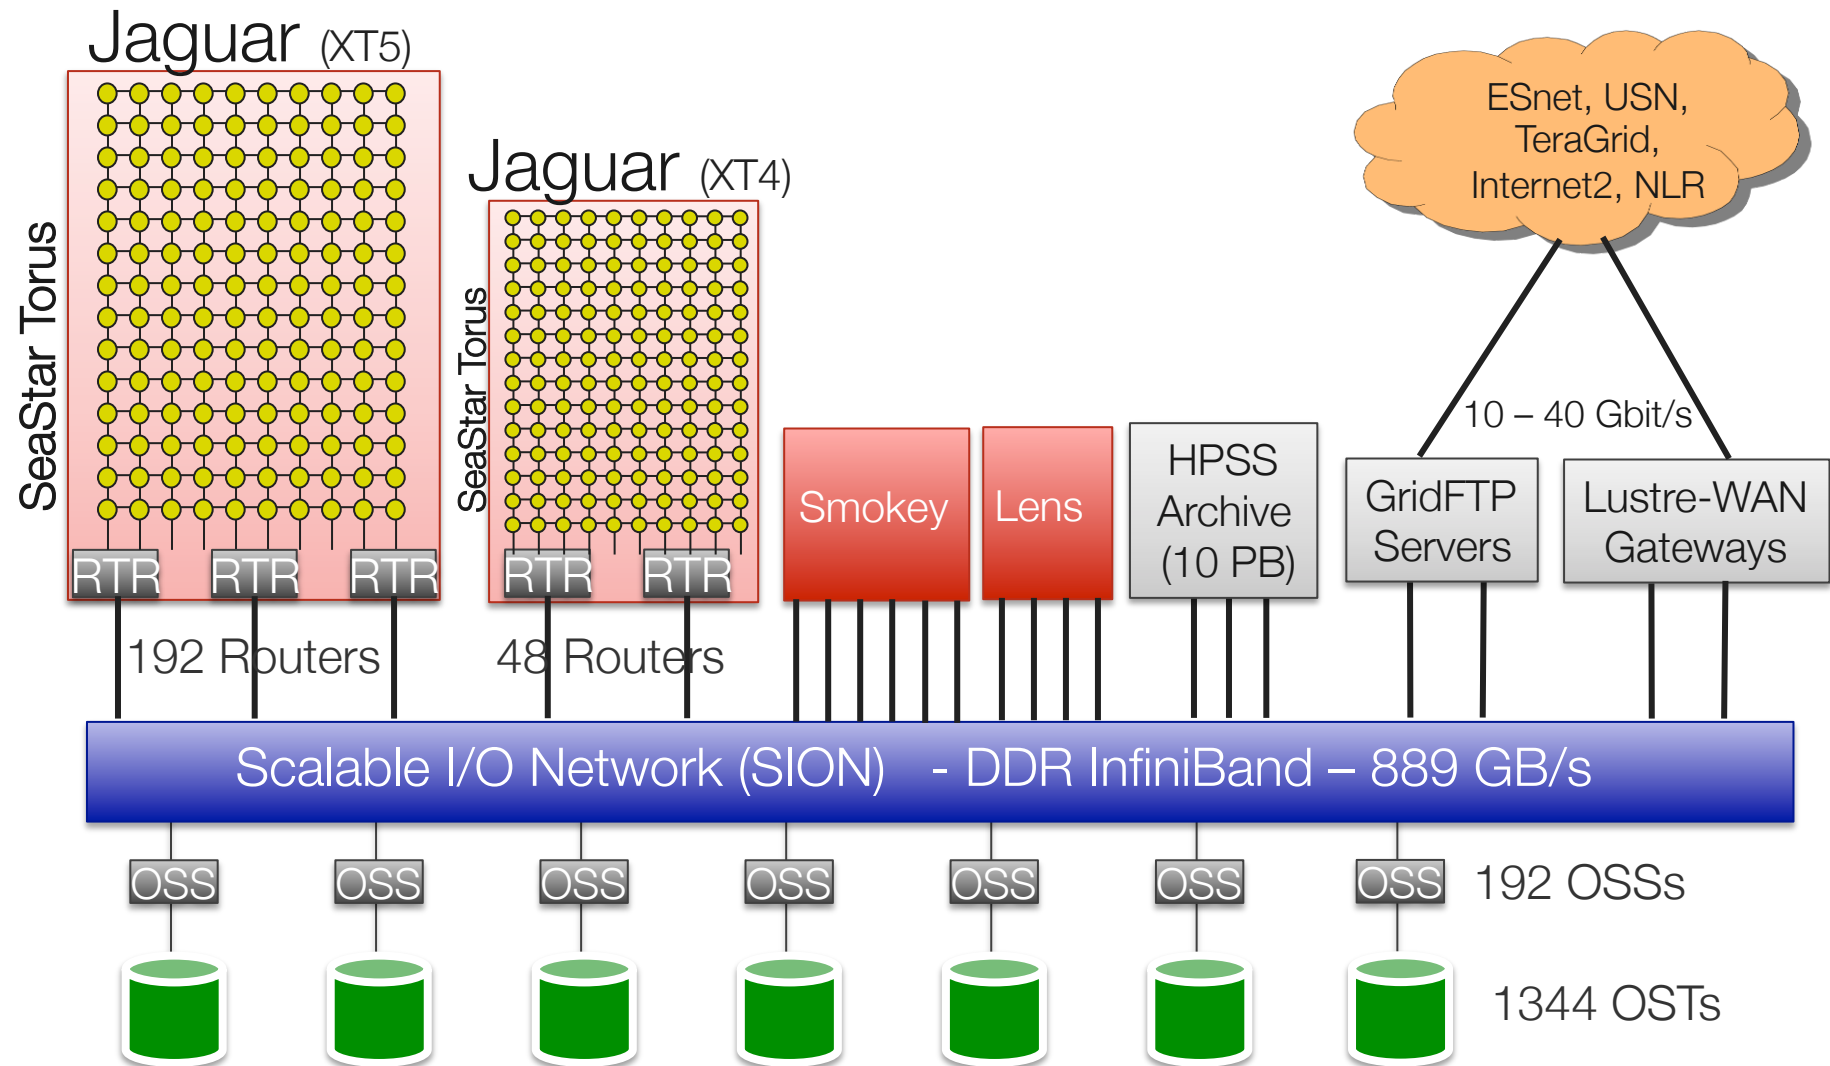 Jaguar (XT5)
SeaStar Torus
RTR RTR RTR
192 Routers
Jaguar (XT4)
SeaStar Torus
RTR RTR
48 Routers
Smokey
Lens
HPSS
Archive
(10 PB)
ESnet, USN,
TeraGrid,
Internet2, NLR
10 – 40 Gbit/s
GridFTP
Servers
Lustre-WAN
Gateways
Scalable I/O Network (SION) - DDR InfiniBand – 889 GB/s
OSS OSS OSS OSS OSS OSS OSS 192 OSSs
1344 OSTs